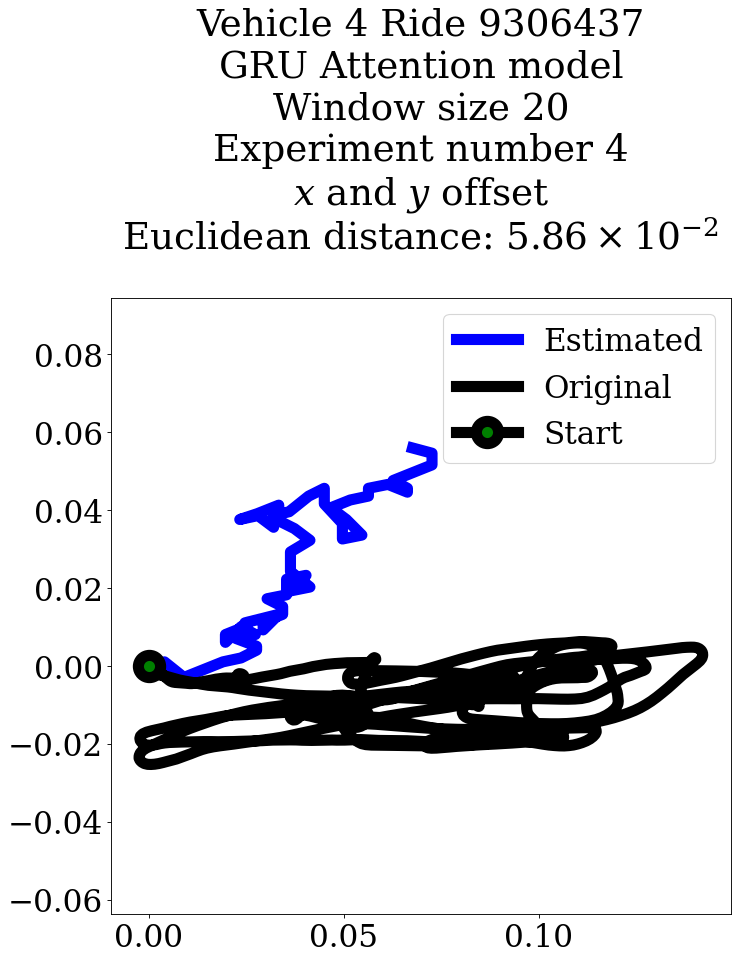 Vehicle 4 Ride 9306437
GRU Attention model
Window size 20
Experiment number 4
x and y offset
Euclidean distance: 5.86 × 10⁻²
Estimated
Original
Start
0.08
0.06
0.04
0.02
0.00
−0.02
−0.04
−0.06
0.00 0.05 0.10